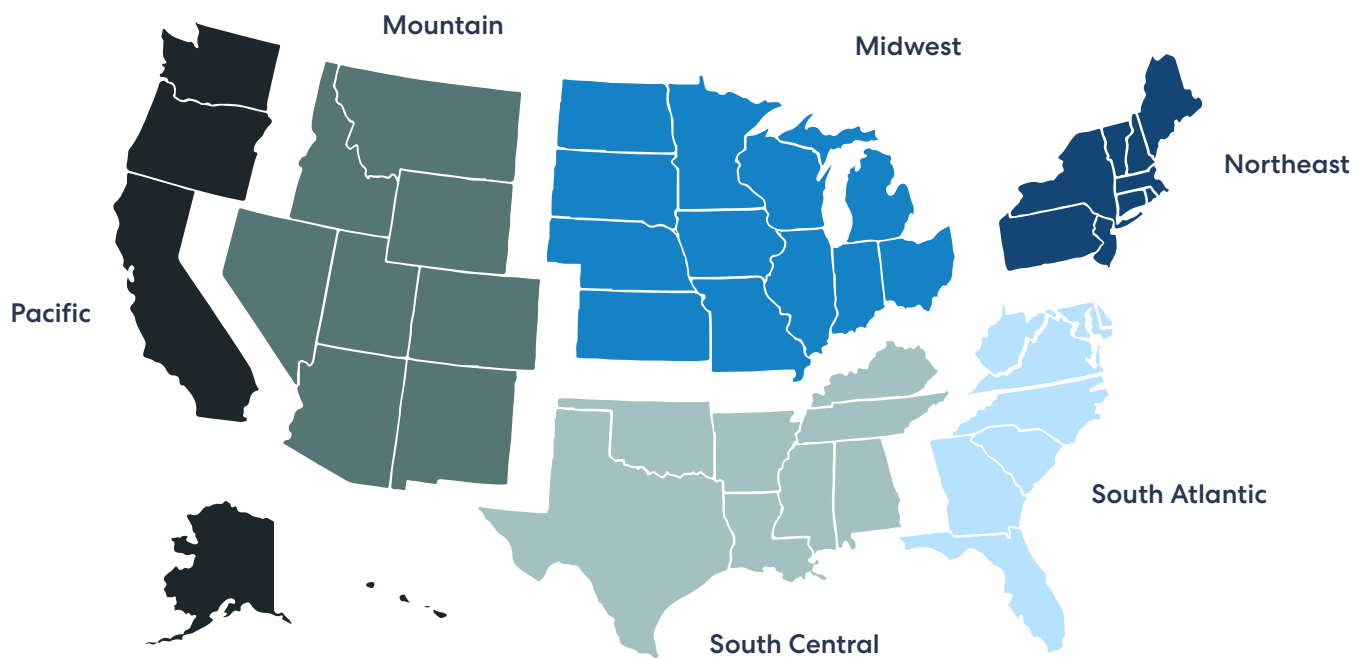 Mountain
Midwest
Northeast
Pacific
South Atlantic
South Central